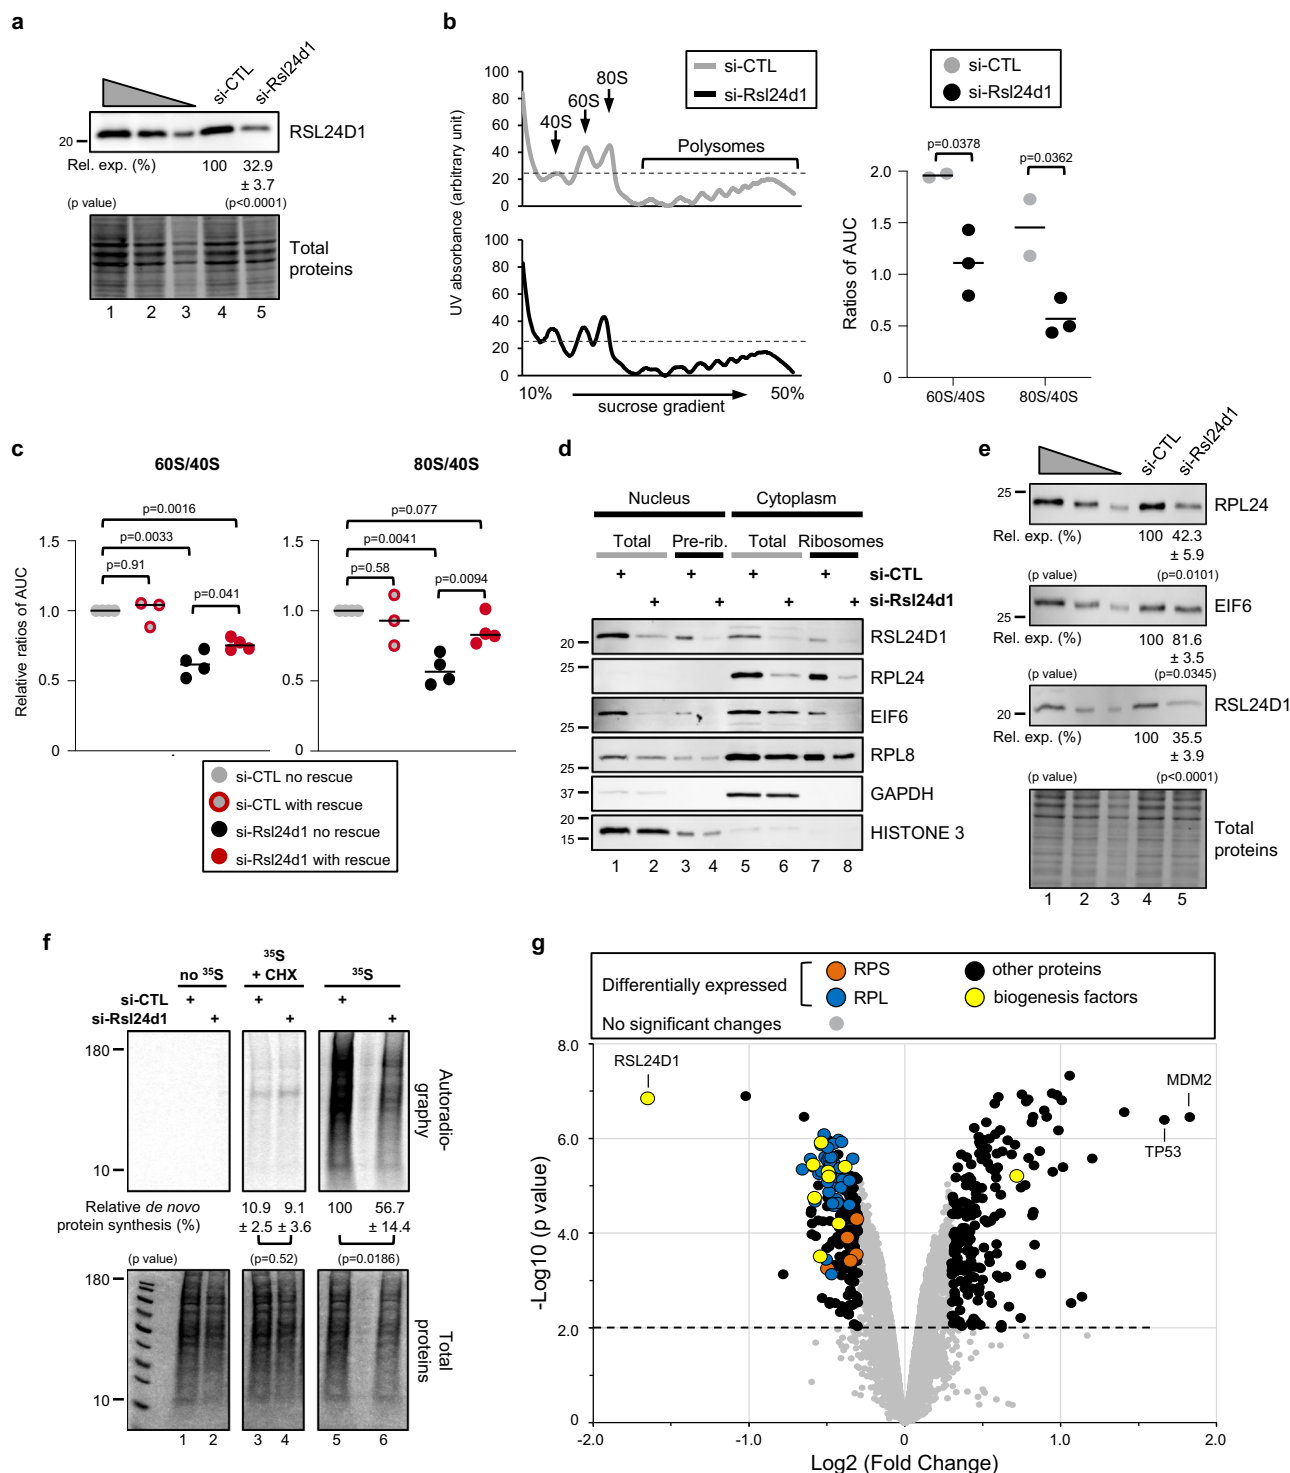 a
si-CTL
si-Rsl24d1
20
RSL24D1
Rel. exp. (%)
100
32.9
± 3.7
(p value)
(p<0.0001)
Total
proteins
1 2 3 4 5
b
si-CTL
si-Rsl24d1
UV absorbance (arbitrary unit)
100
80
60
40
20
0
40S
60S
80S
Polysomes
100
80
60
40
20
0
10%
sucrose gradient
50%
si-CTL
si-Rsl24d1
p=0.0378
p=0.0362
Ratios of AUC
2.0
1.5
1.0
0.5
0
60S/40S
80S/40S
c
60S/40S
80S/40S
Relative ratios of AUC
1.5
1.0
0.5
0
p=0.0016
p=0.0033
p=0.91
p=0.041
1.5
1.0
0.5
0
p=0.077
p=0.0041
p=0.58
p=0.0094
si-CTL no rescue
si-CTL with rescue
si-Rsl24d1 no rescue
si-Rsl24d1 with rescue
d
Nucleus
Cytoplasm
Total
Pre-rib.
Total
Ribosomes
+ + + + si-CTL
+ + + + si-Rsl24d1
20
RSL24D1
25
RPL24
25
EIF6
25
RPL8
37
GAPDH
20
15
HISTONE 3
1 2 3 4 5 6 7 8
e
si-CTL
si-Rsl24d1
25
RPL24
Rel. exp. (%)
100
42.3
± 5.9
(p value)
(p=0.0101)
EIF6
Rel. exp. (%)
100
81.6
± 3.5
(p value)
(p=0.0345)
20
RSL24D1
Rel. exp. (%)
100
35.5
± 3.9
(p value)
(p<0.0001)
Total
proteins
1 2 3 4 5
f
no ³⁵S
³⁵S
+ CHX
³⁵S
si-CTL + + +
si-Rsl24d1 + + +
180
10
Autoradio-
graphy
Relative de novo
protein synthesis (%)
10.9
± 2.5
9.1
± 3.6
100
56.7
± 14.4
(p value)
(p=0.52)
(p=0.0186)
180
10
Total
proteins
1 2 3 4 5 6
g
Differentially expressed
RPS
RPL
other proteins
biogenesis factors
No significant changes
-Log10 (p value)
8.0
6.0
4.0
2.0
0
RSL24D1
MDM2
TP53
-2.0
-1.0
0
1.0
2.0
Log2 (Fold Change)